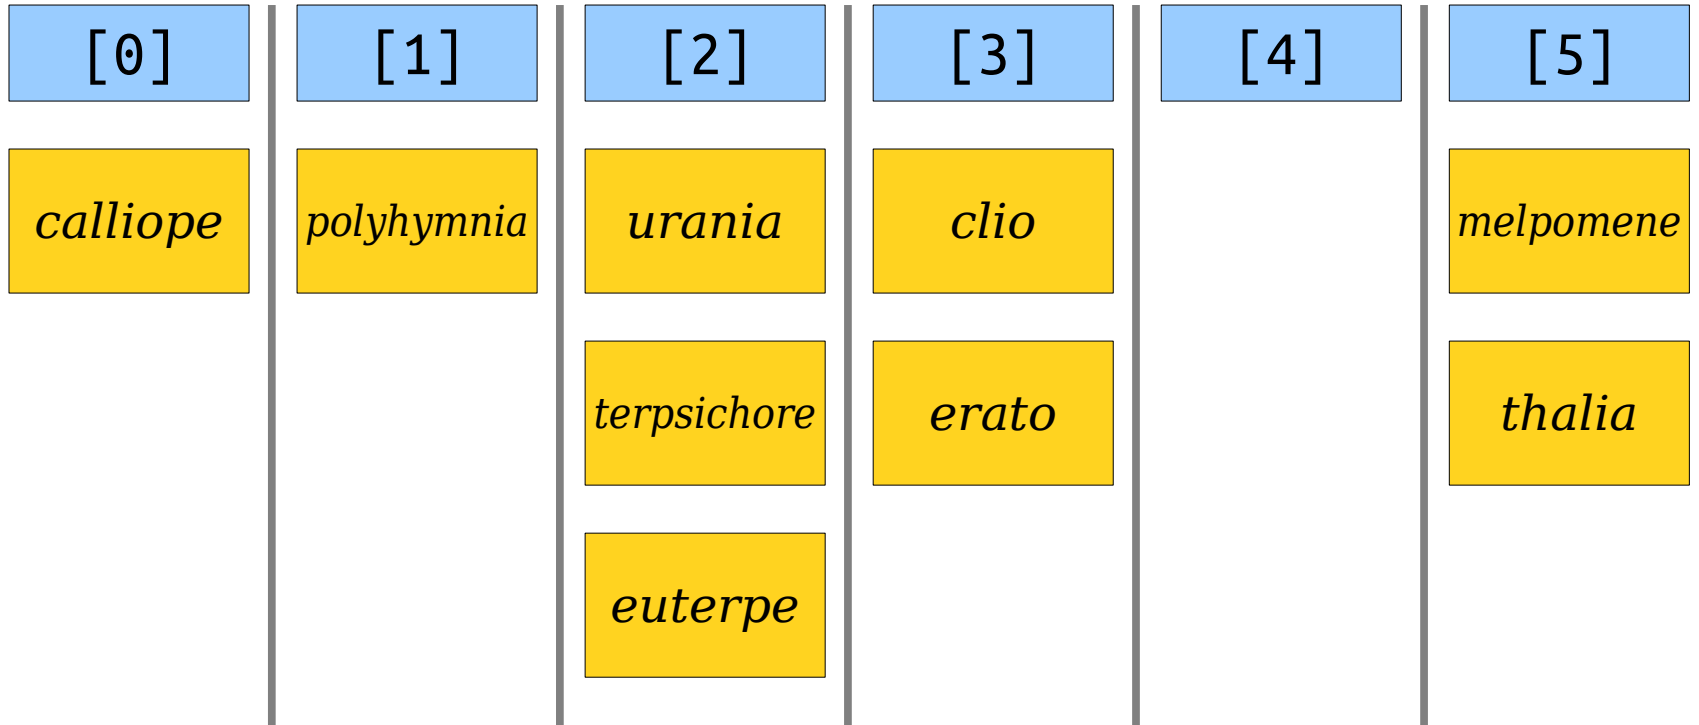 [0] [1] [2] [3] [4] [5]
calliope polyhymnia urania clio melpomene
terpsichore erato thalia
euterpe